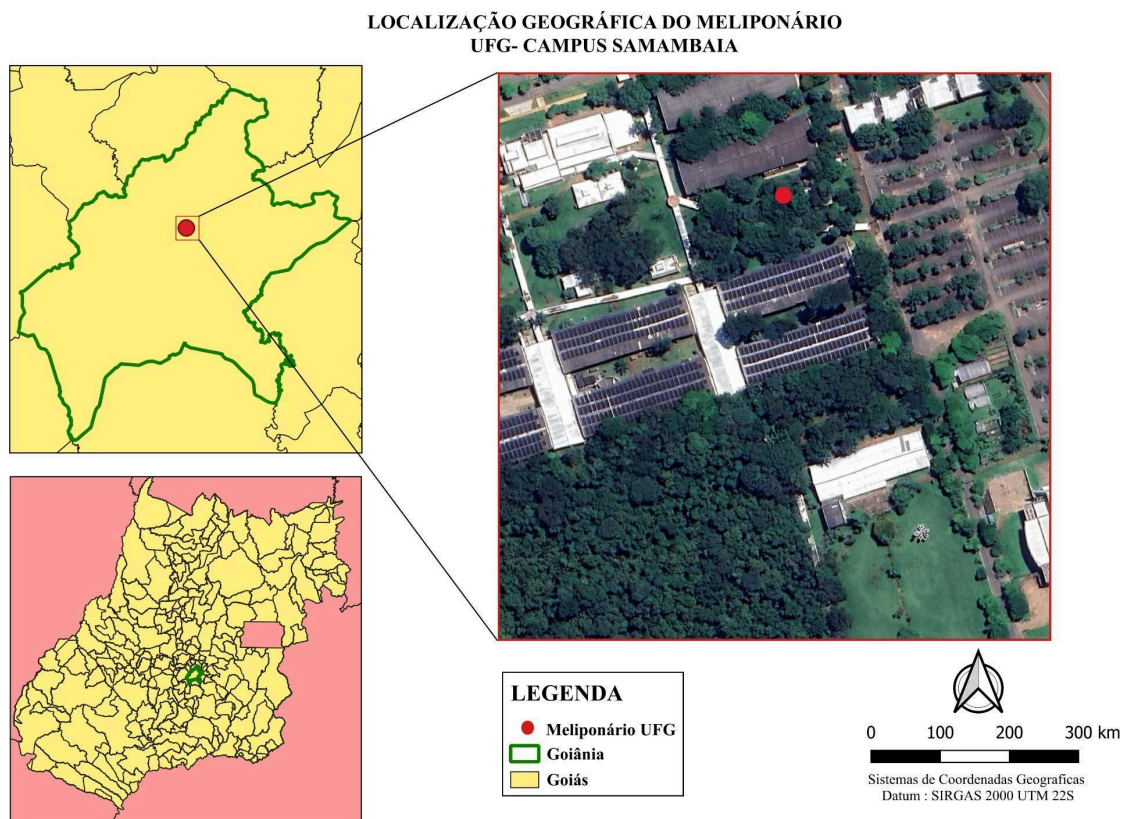 LOCALIZAÇÃO GEOGRÁFICA DO MELIPONÁRIO
UFG- CAMPUS SAMAMBAIA
LEGENDA
Meliponário UFG
Goiânia
Goiás
0 100 200 300 km
Sistemas de Coordenadas Geograficas
Datum : SIRGAS 2000 UTM 22S